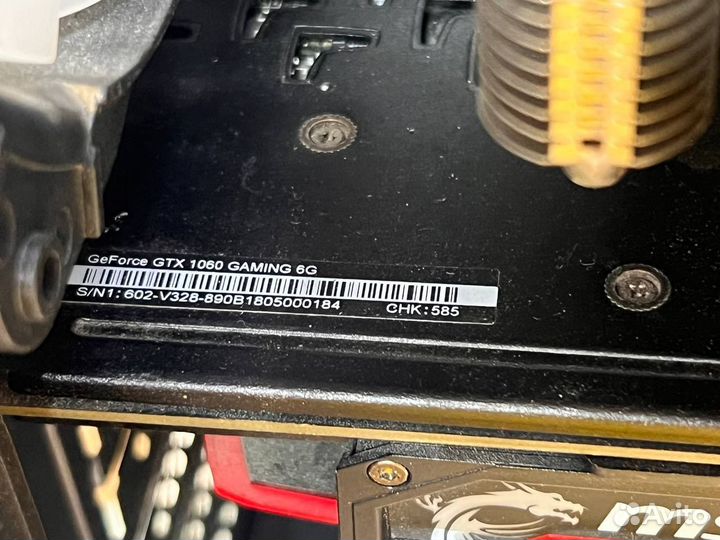 GeForce GTX 1060 GAMING 6G
S/N1:602-V328-890B1805000184 CHK:585
Avito